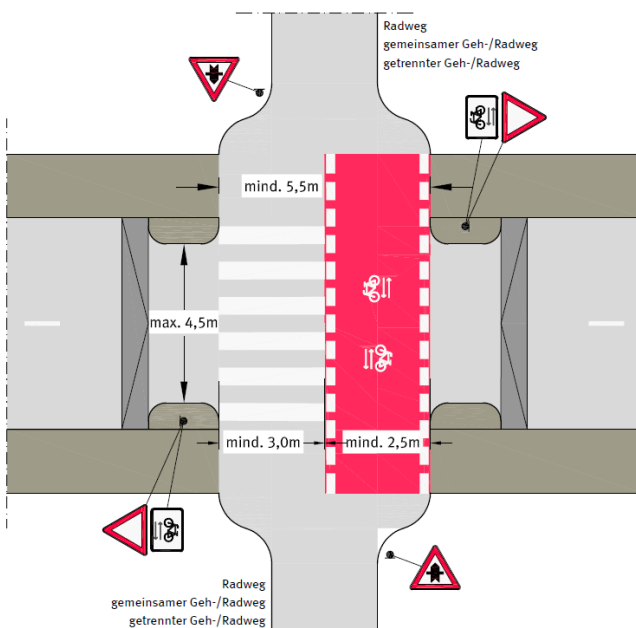 Radweg
gemeinsamer Geh-/Radweg
getrennter Geh-/Radweg
mind. 5,5m
max. 4,5m
mind. 3,0m
mind. 2,5m
Radweg
gemeinsamer Geh-/Radweg
getrennter Geh-/Radweg